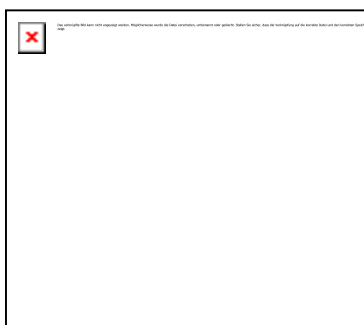 Das verknüpfte Bild kann nicht angezeigt werden. Möglicherweise wurde die Datei verschoben, umbenannt oder gelöscht. Stellen Sie sicher, dass die Verknüpfung auf die korrekte Datei und den korrekten Speicherort
zeigt.